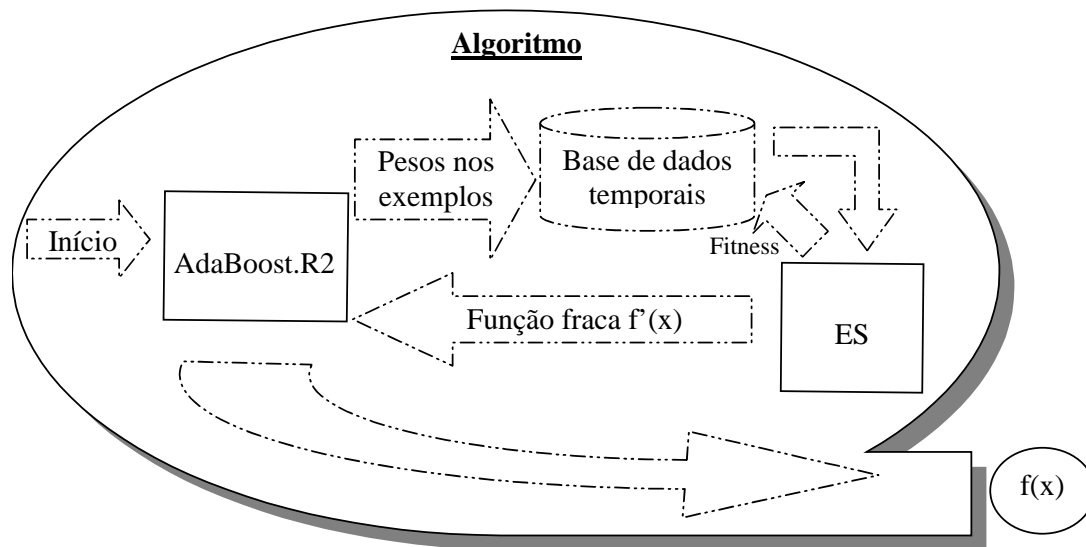 Algoritmo
Pesos nos
exemplos
Base de dados
temporais
Início
Fitness
AdaBoost.R2
Função fraca f’(x)
ES
f(x)